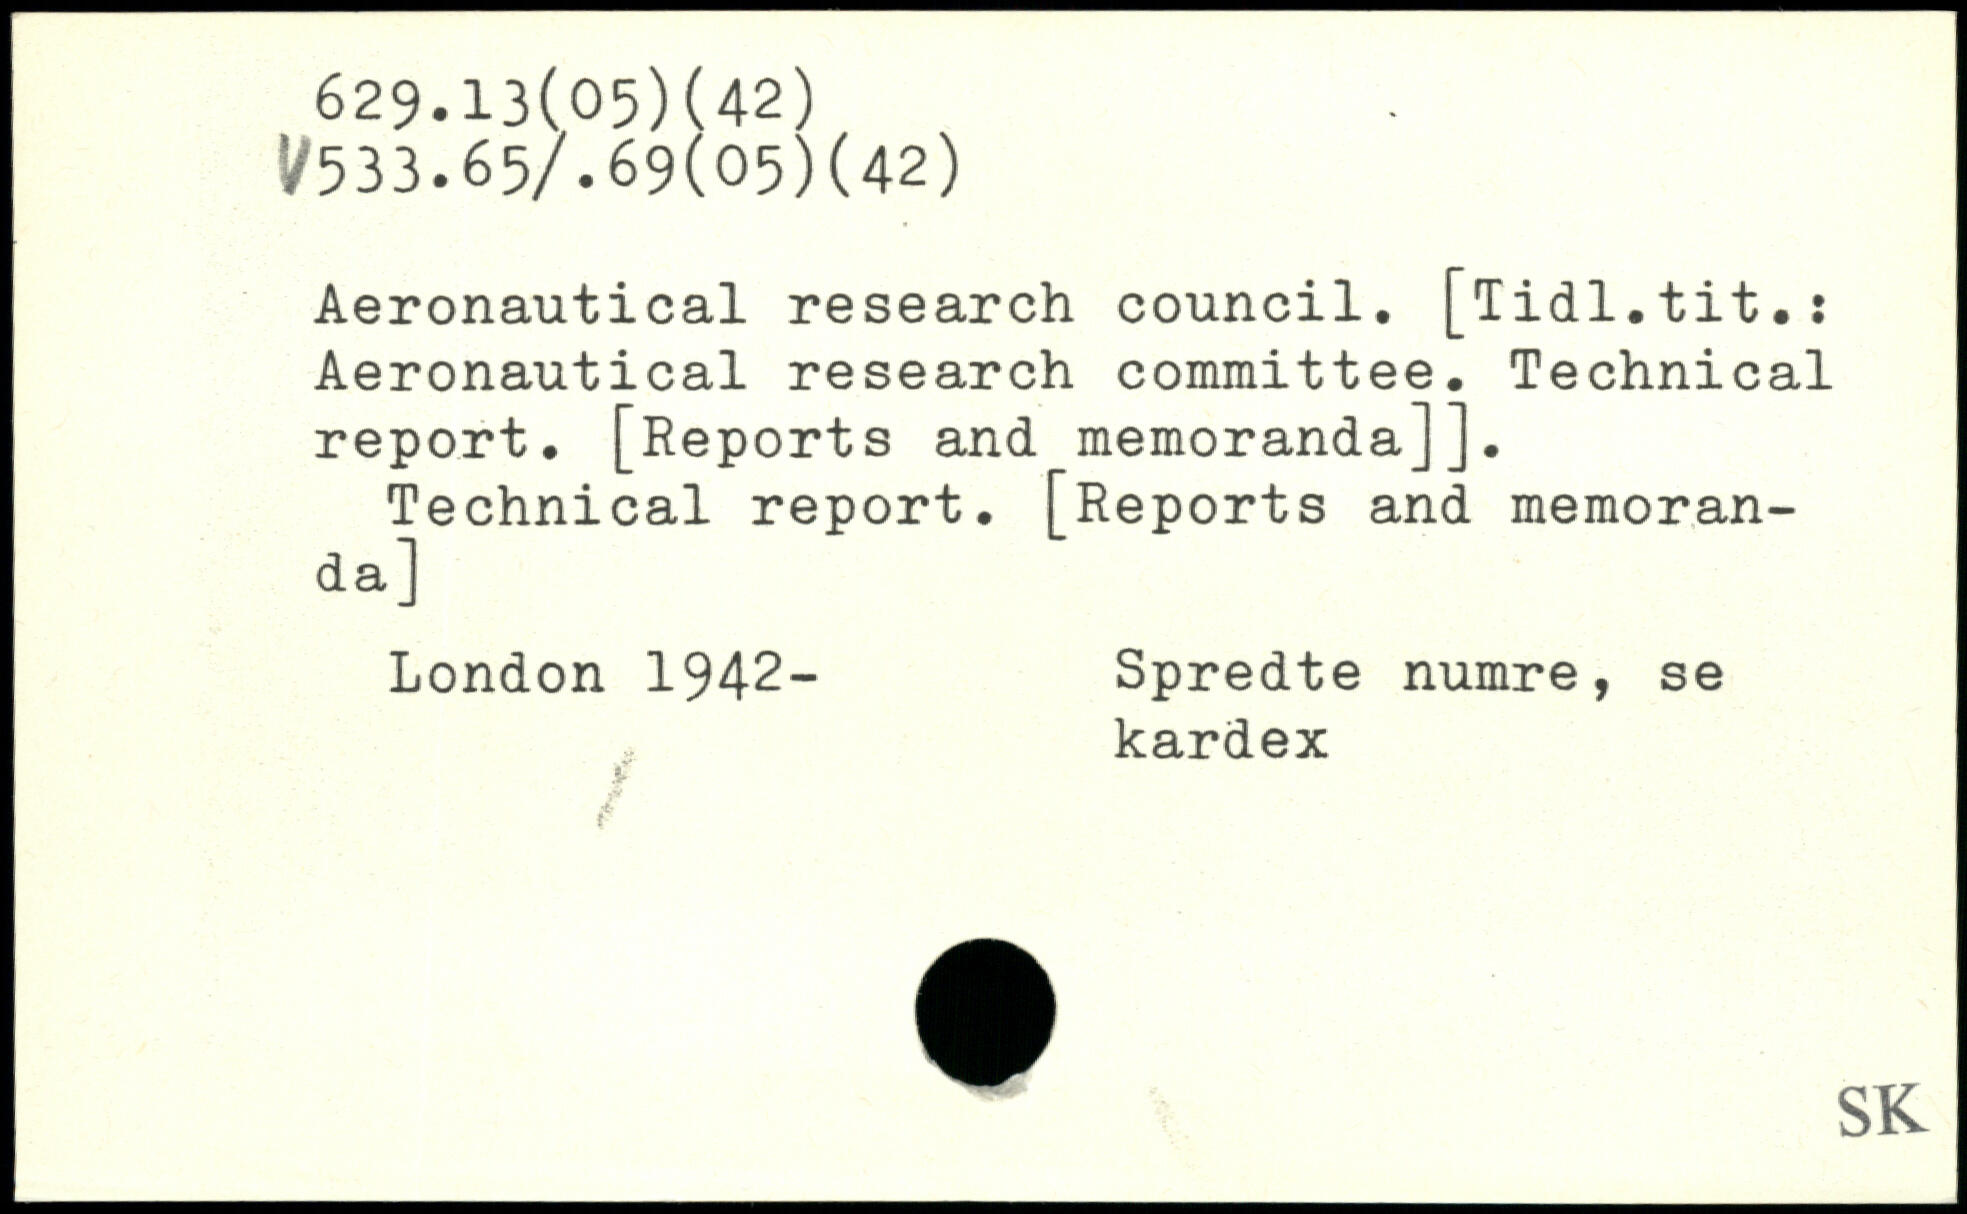 629.13(05)(42)
V533.65/.69(05)(42)
Aeronautical research council. [Tidl.tit.:
Aeronautical research committee. Technical
report. [Reports and memoranda]].
Technical report. [Reports and memoran-
da]
London 1942-    Spredte numre, se
kardex
SK